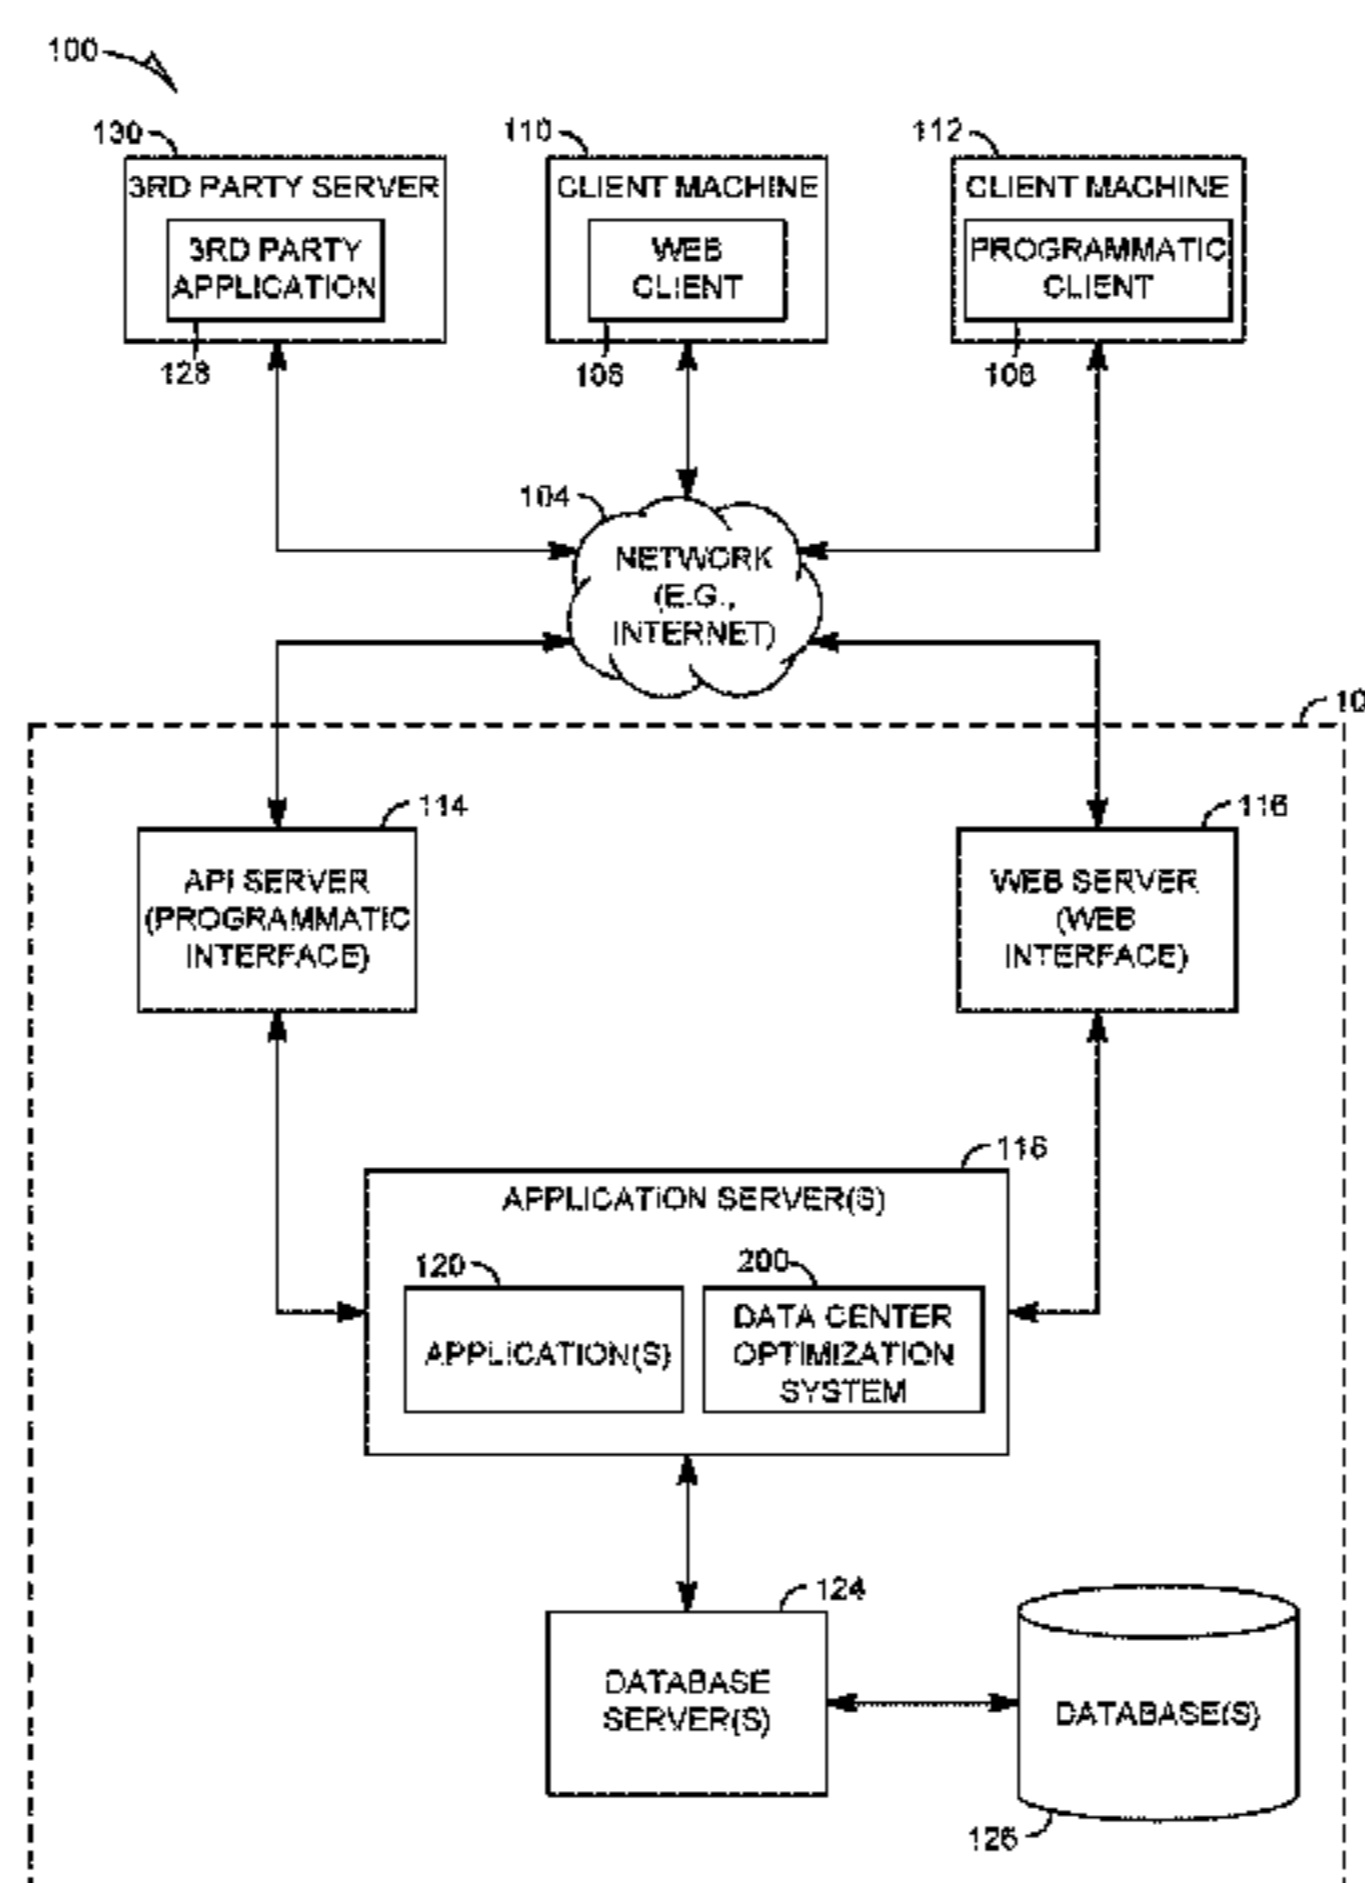 100
130
110
112
3RD PARTY SERVER
3RD PARTY
APPLICATION
128
CLIENT MACHINE
WEB
CLIENT
106
CLIENT MACHINE
PROGRAMMATIC
CLIENT
108
104
NETWORK
(E.G.,
INTERNET)
10
114
API SERVER
(PROGRAMMATIC
INTERFACE)
116
WEB SERVER
(WEB
INTERFACE)
118
APPLICATION SERVER(S)
120
APPLICATION(S)
200
DATA CENTER
OPTIMIZATION
SYSTEM
124
DATABASE
SERVER(S)
DATABASE(S)
126